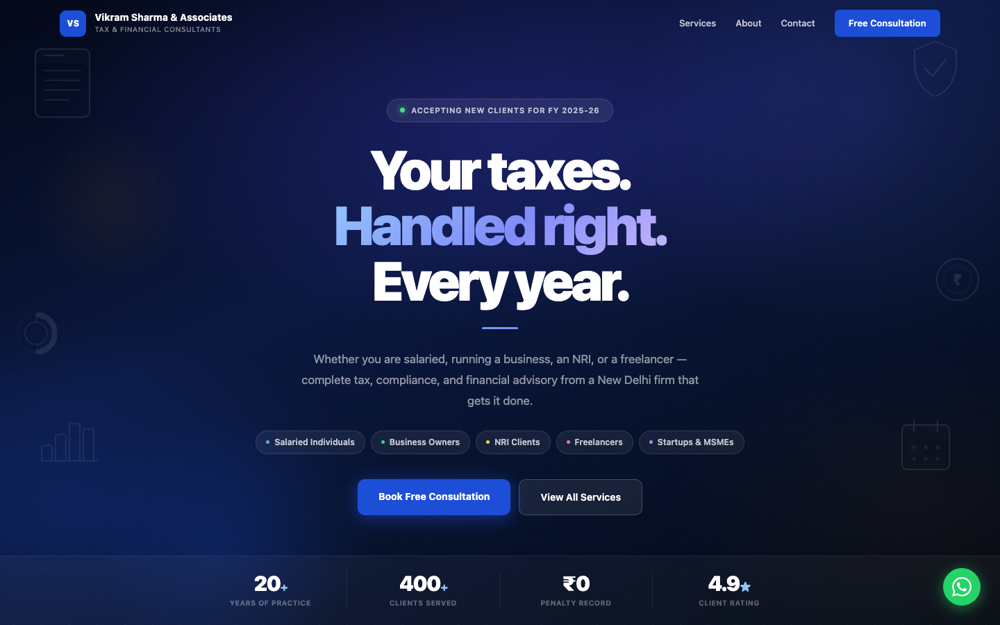 VS
Vikram Sharma & Associates
TAX & FINANCIAL CONSULTANTS
Services
About
Contact
Free Consultation
ACCEPTING NEW CLIENTS FOR FY 2025-26
Your taxes.
Handled right.
Every year.
₹
Whether you are salaried, running a business, an NRI, or a freelancer —
complete tax, compliance, and financial advisory from a New Delhi firm that
gets it done.
Salaried Individuals
Business Owners
NRI Clients
Freelancers
Startups & MSMEs
Book Free Consultation
View All Services
20+
YEARS OF PRACTICE
400+
CLIENTS SERVED
₹0
PENALTY RECORD
4.9★
CLIENT RATING